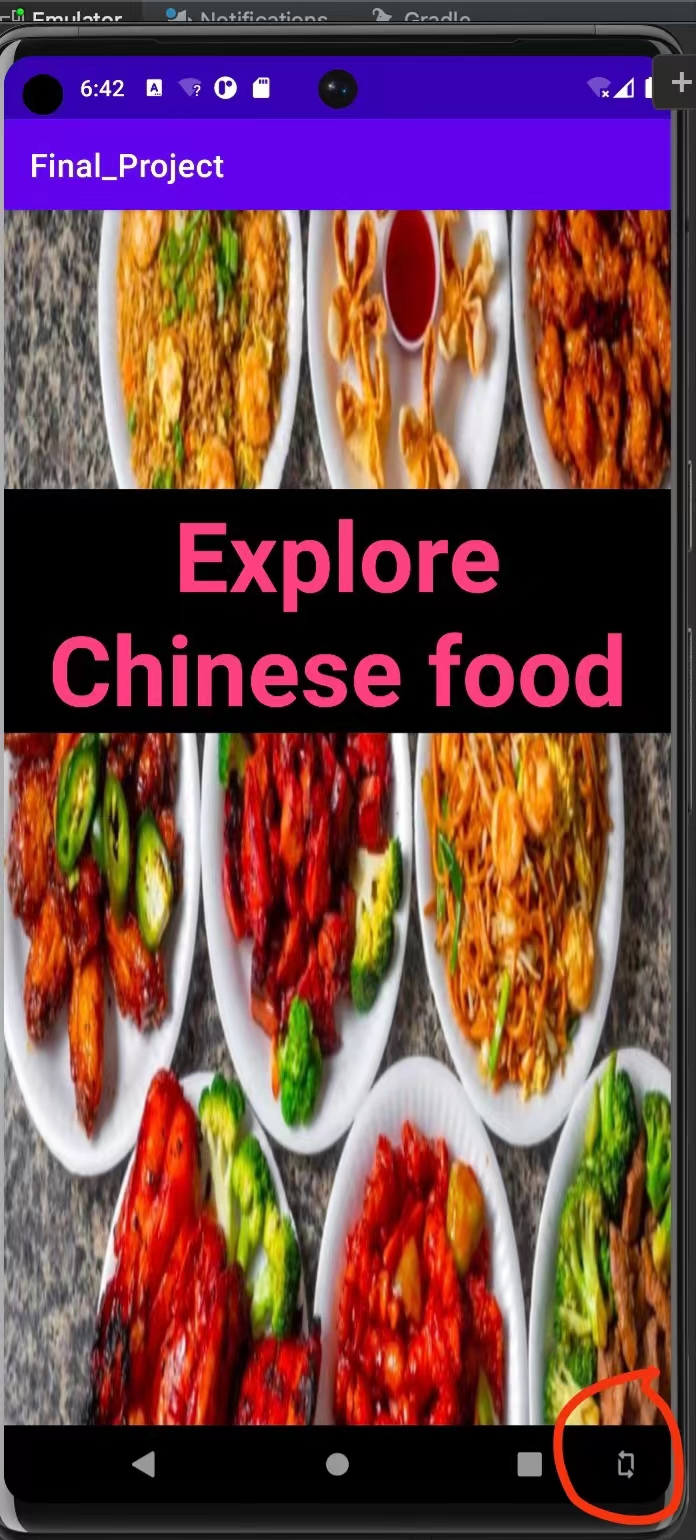 Emulator Notifications Gradle
6:42
Final_Project
Explore
Chinese food